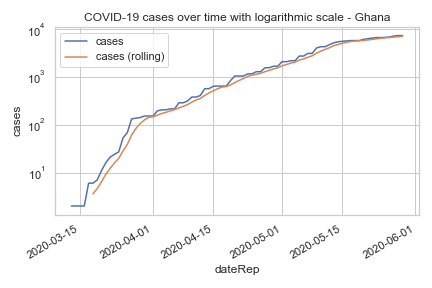 COVID-19 cases over time with logarithmic scale - Ghana
cases
cases (rolling)
10^4
10^3
10^2
10^1
cases
2020-03-15
2020-04-01
2020-04-15
2020-05-01
2020-05-15
2020-06-01
dateRep